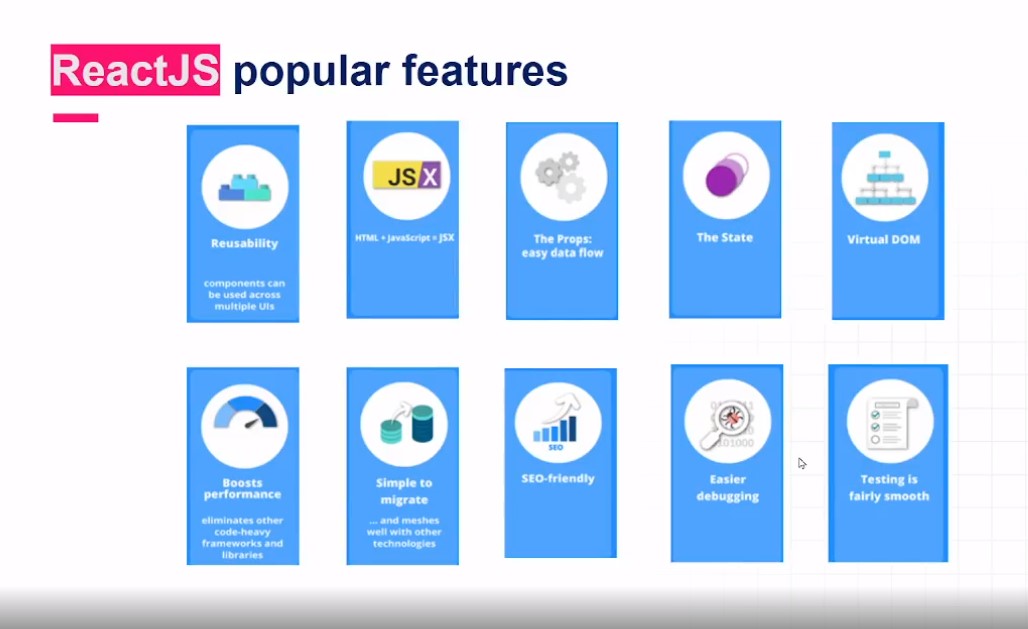 ReactJS popular features
JSX
Reusability
components can
be used across
multiple UIs
HTML + JavaScript = JSX
The Props:
easy data flow
The State
Virtual DOM
SEO
101000
Boosts
performance
eliminates other
code-heavy
frameworks and
libraries
Simple to
migrate
... and meshes
well with other
technologies
SEO-friendly
Easier
debugging
Testing is
fairly smooth